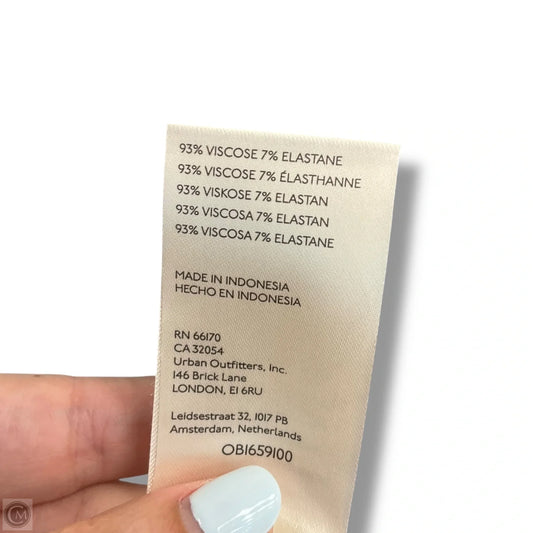 93% VISCOSE 7% ELASTANE
93% VISCOSE 7% ÉLASTHANNE
93% VISKOSE 7% ELASTAN
93% VISCOSA 7% ELASTAN
93% VISCOSA 7% ELASTANE
MADE IN INDONESIA
HECHO EN INDONESIA
RN 66170
CA 32054
Urban Outfitters, Inc.
146 Brick Lane
LONDON, E1 6RU
Leidsestraat 32, 1017 PB
Amsterdam, Netherlands
OB1659100